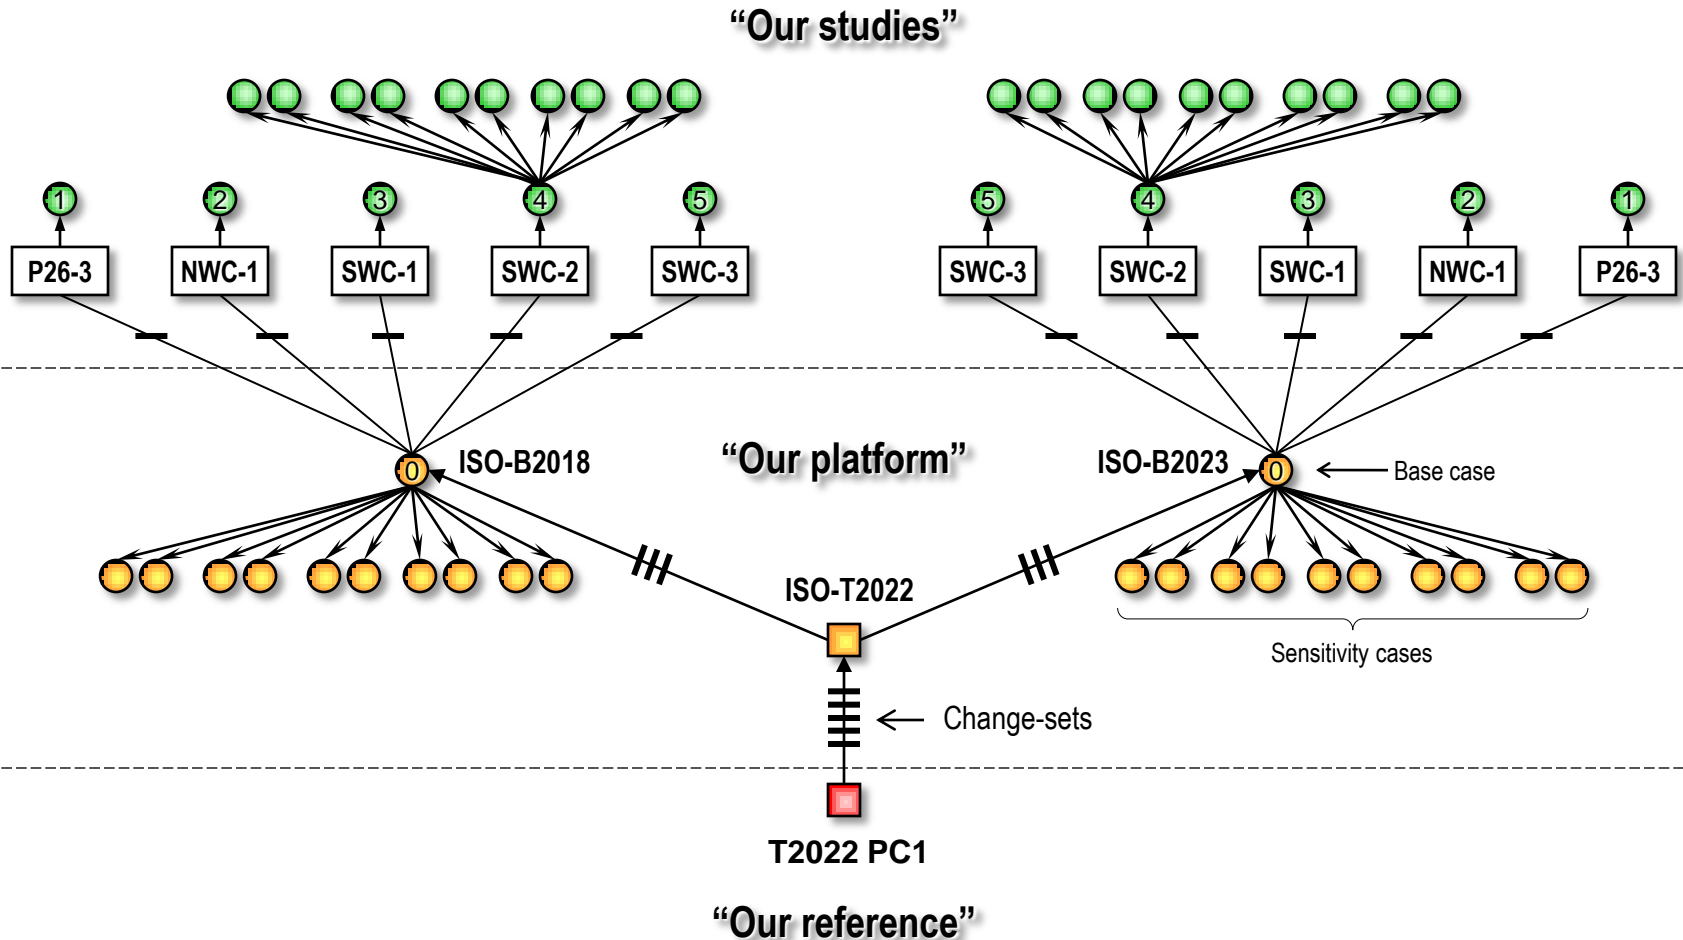 “Our studies”
1 2 3 4 5 5 4 3 2 1
P26-3 NWC-1 SWC-1 SWC-2 SWC-3 SWC-3 SWC-2 SWC-1 NWC-1 P26-3
0 ISO-B2018 “Our platform” ISO-B2023 0 Base case
ISO-T2022
Sensitivity cases
Change-sets
T2022 PC1
“Our reference”